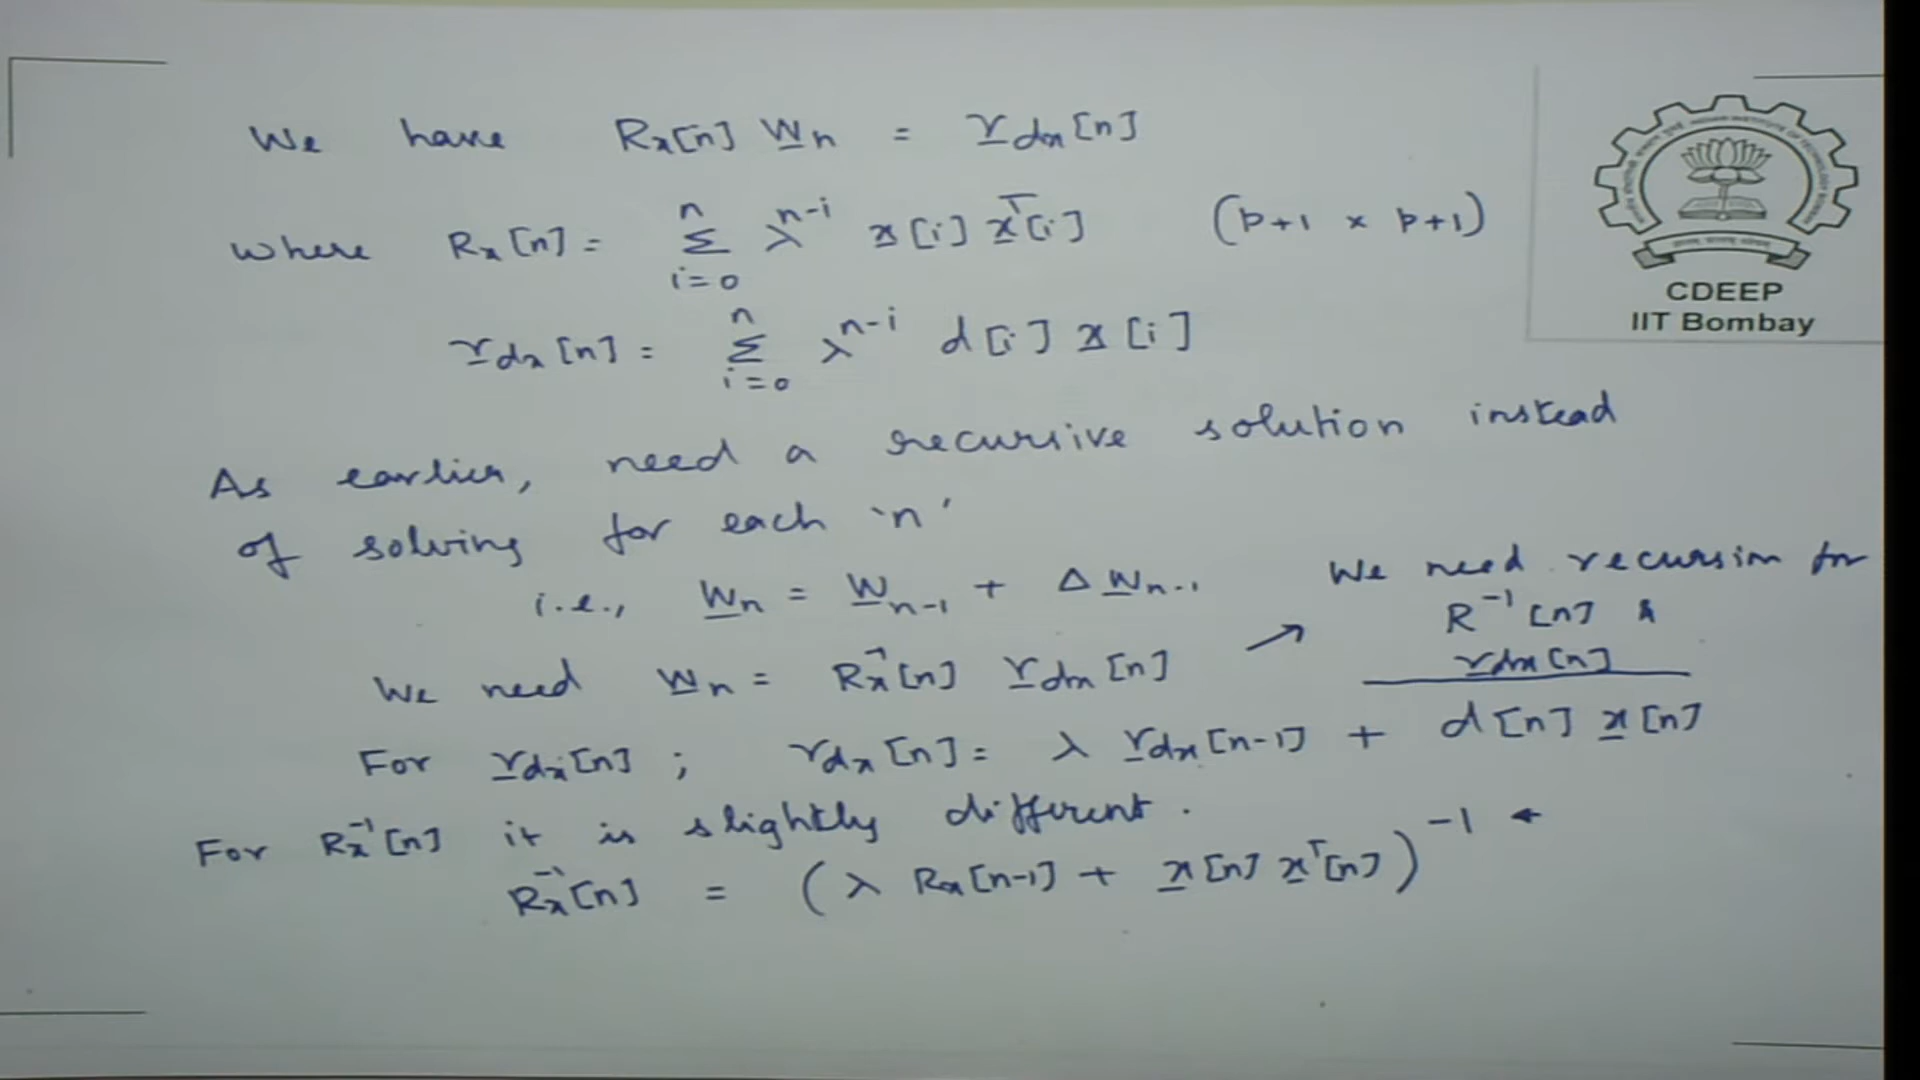 We have Rx[n] Wn = rdx[n]
where Rx[n] = Σ_{i=0}^{n} λ^{n-i} x[i] x^T[i] (p+1 × p+1)
rdx[n] = Σ_{i=0}^{n} λ^{n-i} d[i] x[i]
CDEEP
IIT Bombay
As earlier, need a recursive solution instead
of solving for each 'n'
i.e., Wn = Wn-1 + Δ Wn-1
We need Wn = Rx^-1[n] rdx[n] →
We need recursion for
R^-1[n] &
rdx[n]
For rdx[n] ; rdx[n] = λ rdx[n-1] + d[n] x[n]
For Rx^-1[n] it is slightly different.
Rx^-1[n] = (λ Rx[n-1] + x[n] x^T[n])^-1 ←